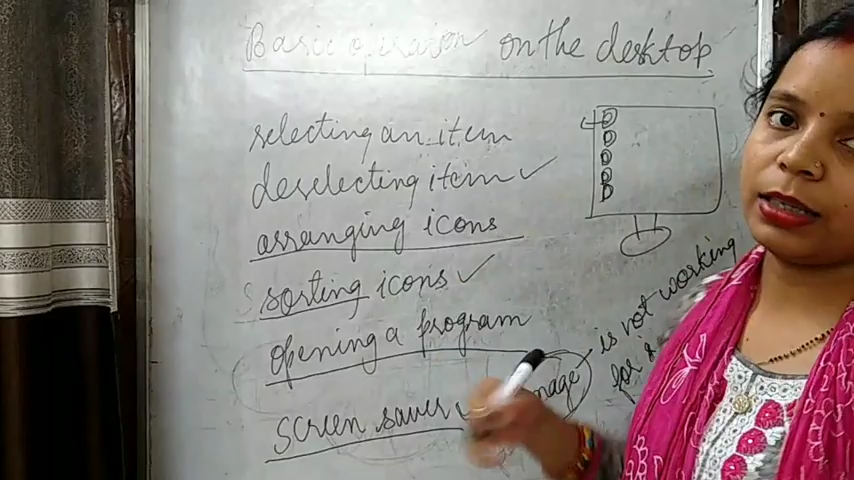 Basic operation on the desktop
selecting an item
deselecting item ✓
arranging icons
sorting icons ✓
opening a program
screen saver
is not working
for